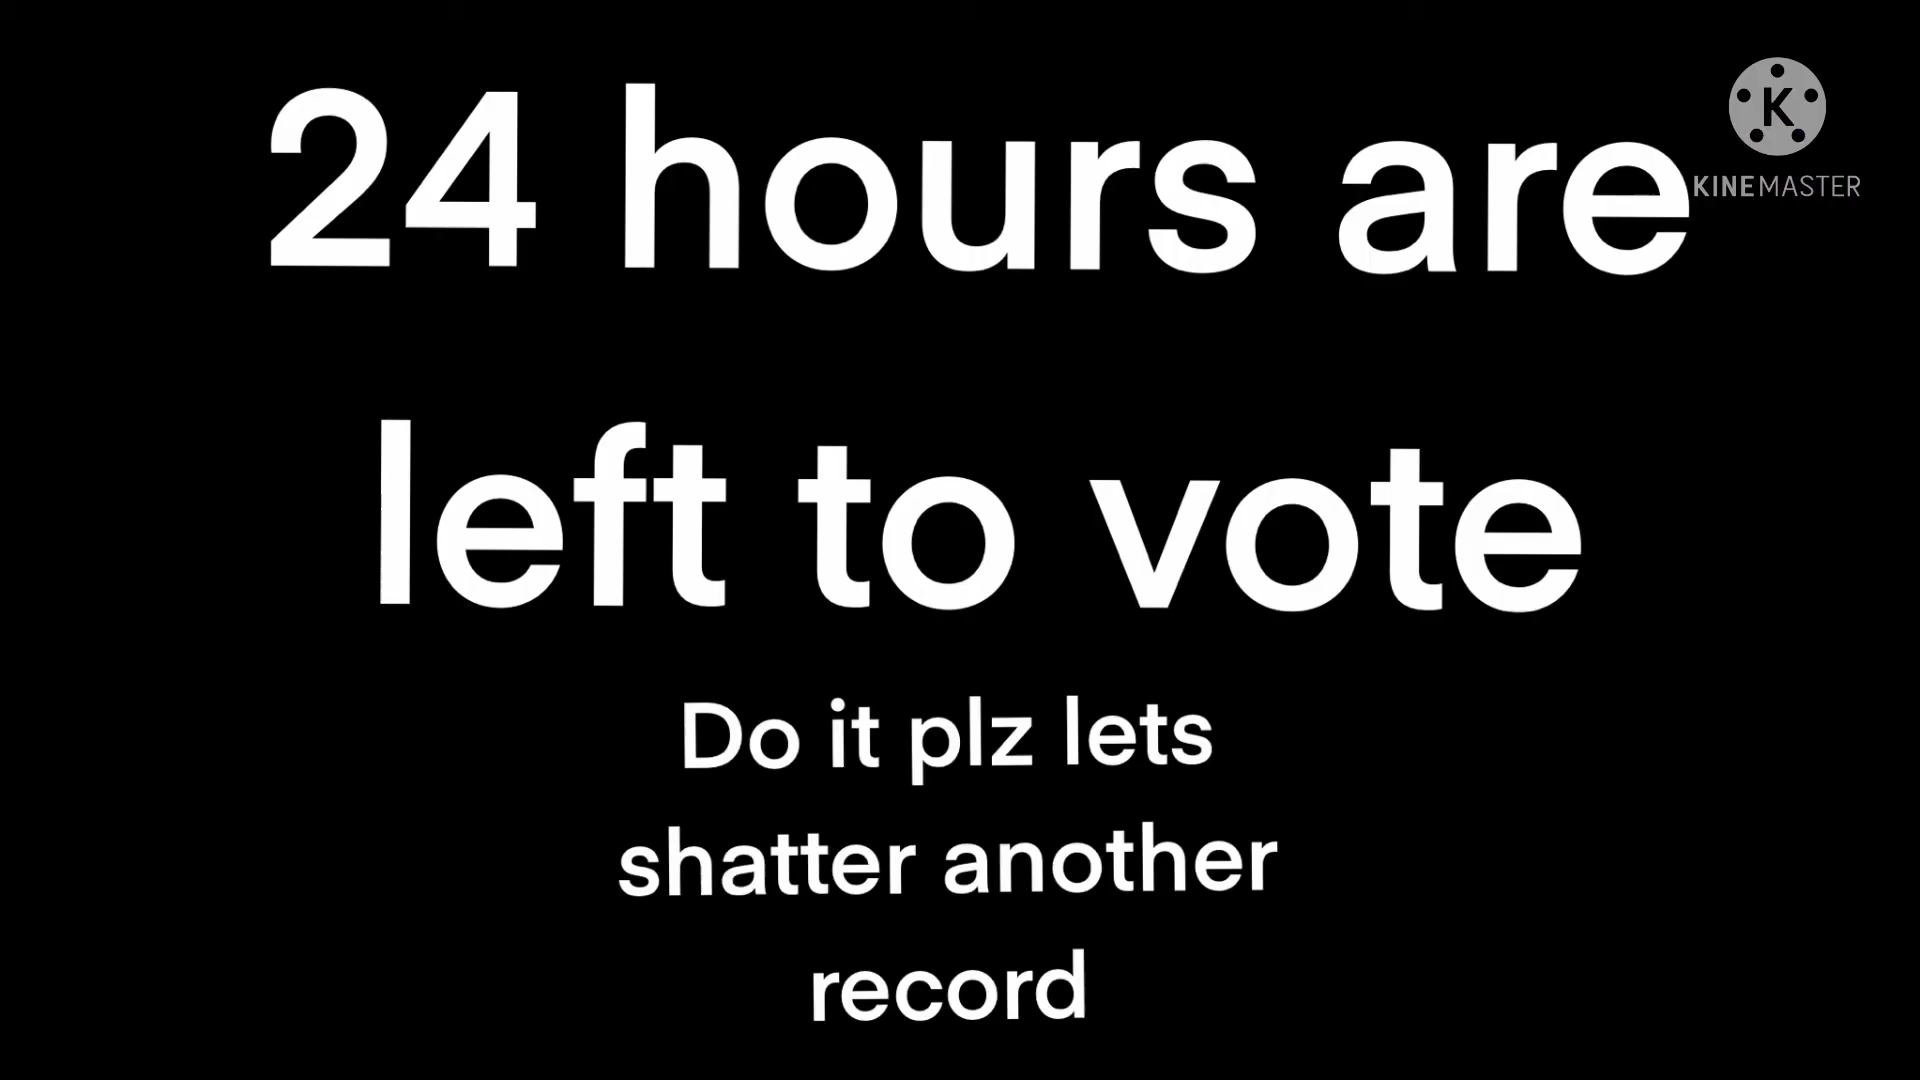 24 hours are
K
KINEMASTER
left to vote
Do it plz lets
shatter another
record